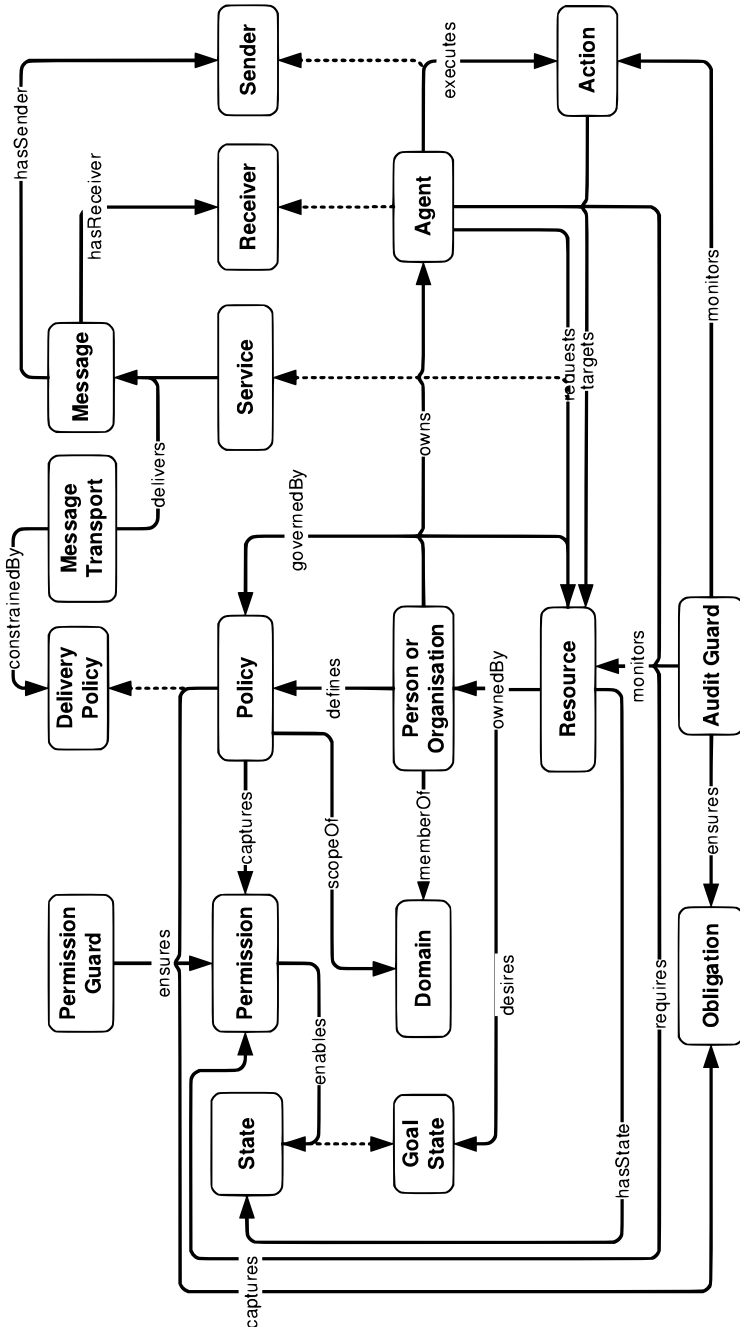 constrainedBy
hasSender
Permission
Guard
Delivery
Policy
Message
Transport
Message
hasReceiver
ensures
delivers
captures
State
Permission
captures
Policy
Service
Receiver
Sender
governedBy
enables
scopeOf
defines
Goal
State
Domain
memberOf
Person or
Organisation
owns
Agent
executes
desires
ownedBy
Resource
requests
targets
Action
hasState
monitors
requires
Obligation
ensures
Audit Guard
monitors